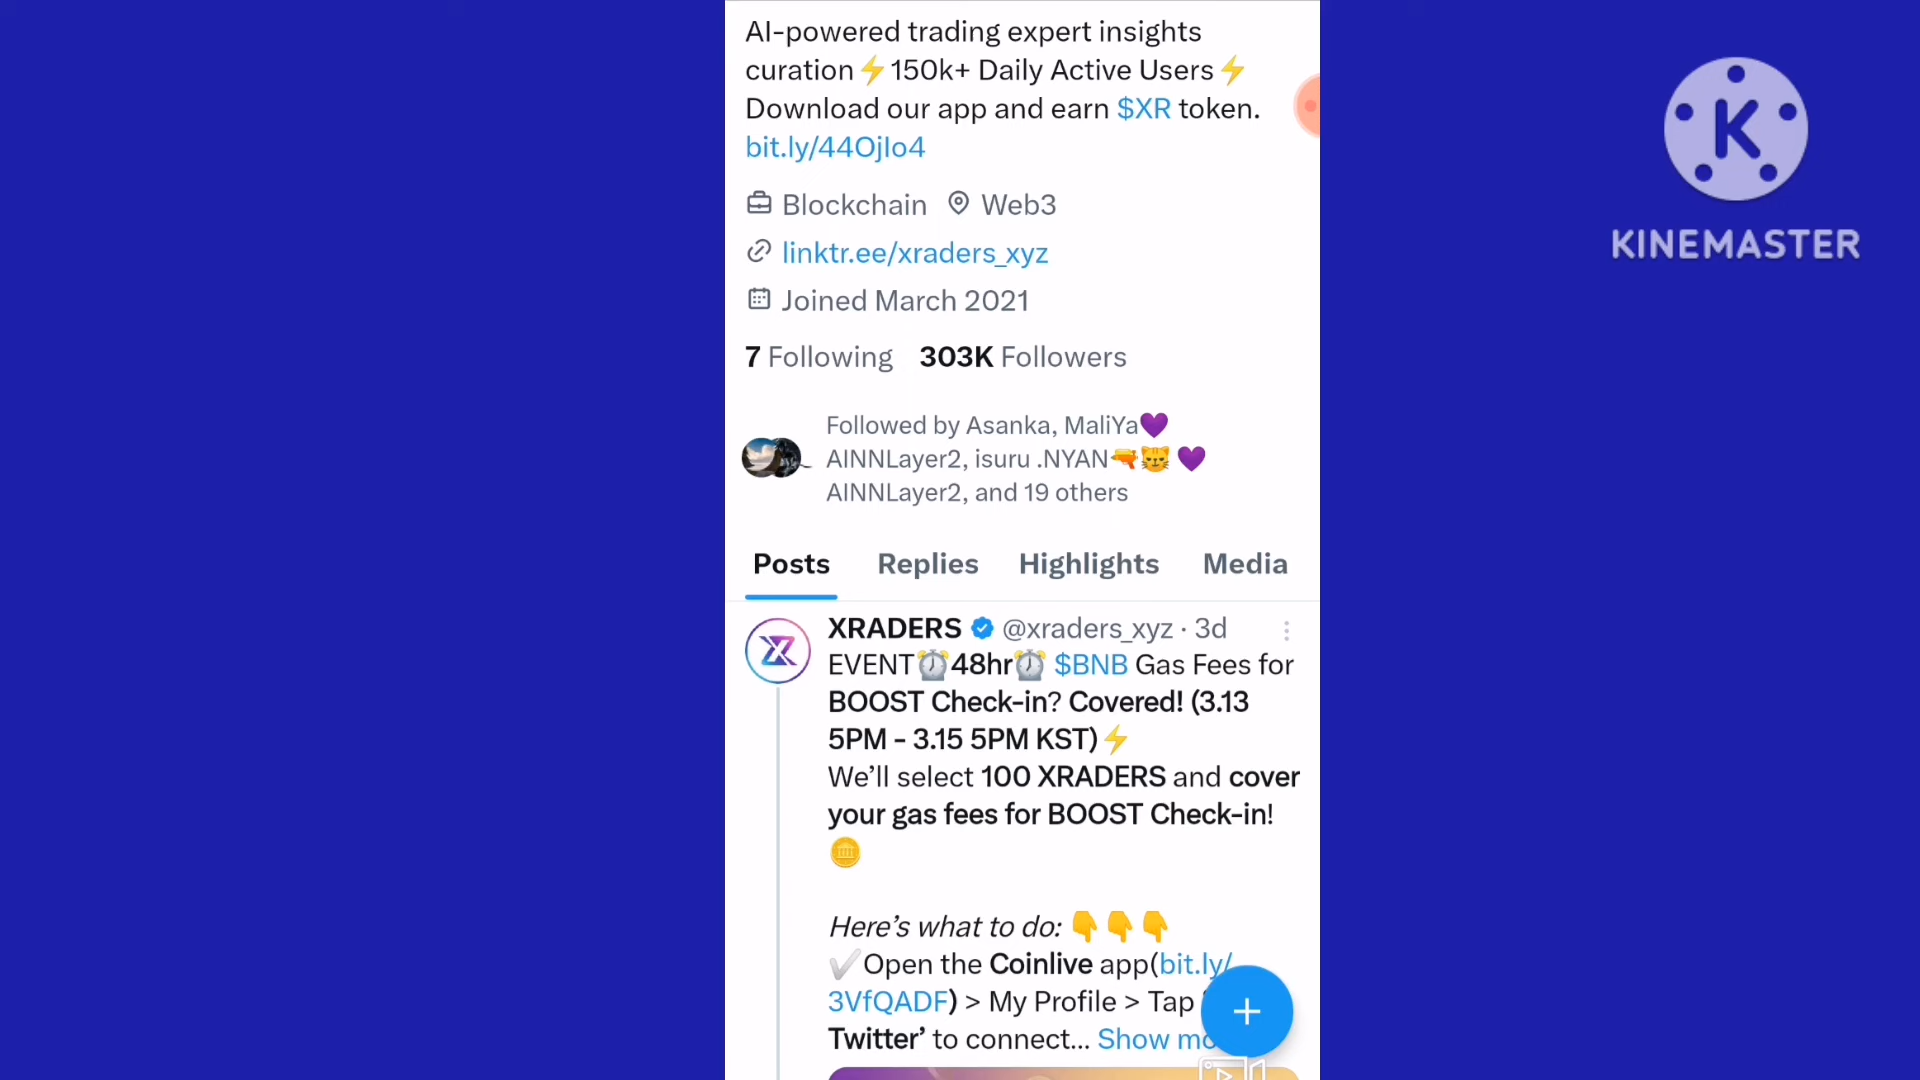 AI-powered trading expert insights
curation⚡150k+ Daily Active Users⚡
Download our app and earn $XR token.
bit.ly/44OjIo4
Blockchain Web3
linktr.ee/xraders_xyz
Joined March 2021
7 Following 303K Followers
Followed by Asanka, MaliYa💜
AINNLayer2, isuru .NYAN🔫😼💜
AINNLayer2, and 19 others
Posts Replies Highlights Media
XRADERS @xraders_xyz · 3d
EVENT⏰48hr⏰ $BNB Gas Fees for
BOOST Check-in? Covered! (3.13
5PM - 3.15 5PM KST)⚡
We’ll select 100 XRADERS and cover
your gas fees for BOOST Check-in!
🪙
Here’s what to do: 👇👇👇
✔Open the Coinlive app(bit.ly/
3VfQADF) > My Profile > Tap
Twitter’ to connect... Show
K
KINEMASTER